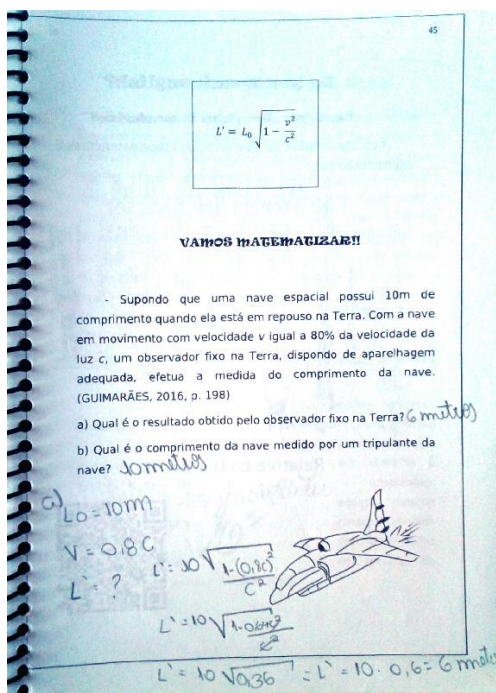 45
L' = L₀ √(1 − v²/c²)
VAMOS MATEMATIZAR!!
- Supondo que uma nave espacial possui 10m de
comprimento quando ela está em repouso na Terra. Com a nave
em movimento com velocidade v igual a 80% da velocidade da
luz c, um observador fixo na Terra, dispondo de aparelhagem
adequada, efetua a medida do comprimento da nave.
(GUIMARÃES, 2016, p. 198)
a) Qual é o resultado obtido pelo observador fixo na Terra? 6 metros
b) Qual é o comprimento da nave medido por um tripulante da
nave? 10 metros
a) L0 = 10m
V = 0,8C
L' = ?
L' = 10 √(1-(0,8c)²/C²)
L' = 10 √(1-0,64c²/c²)
L' = 10 √0,36 = L' = 10 . 0,6 = 6 metros